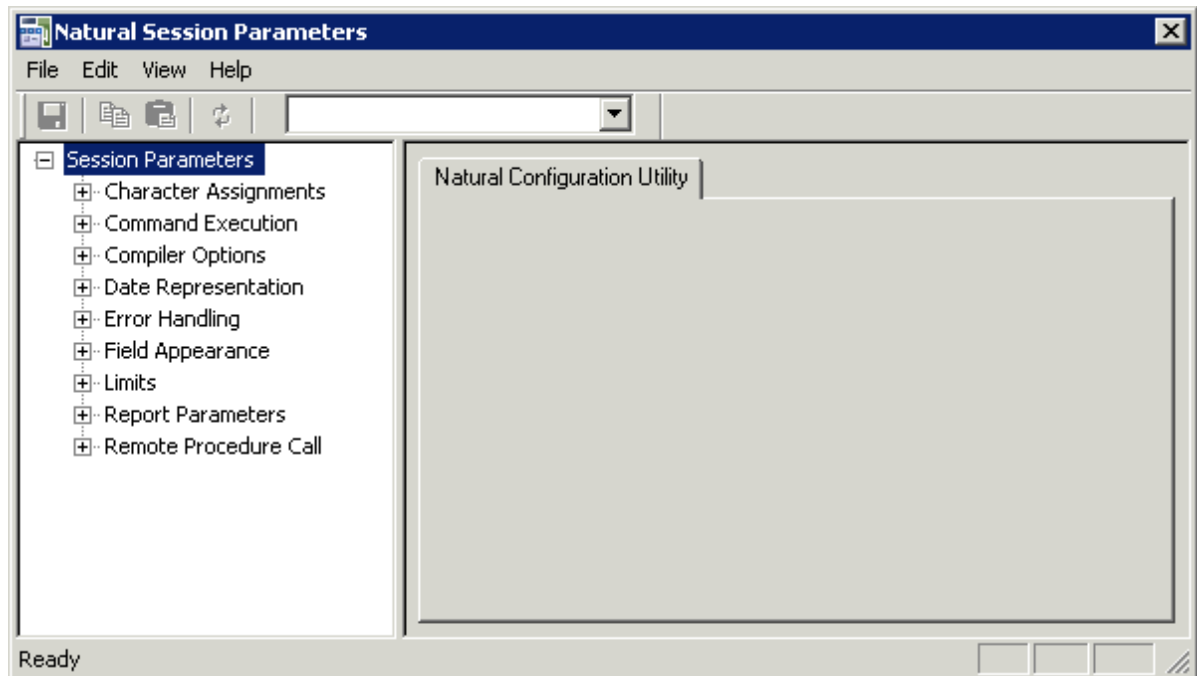 Natural Session Parameters
File Edit View Help
Session Parameters
Character Assignments
Command Execution
Compiler Options
Date Representation
Error Handling
Field Appearance
Limits
Report Parameters
Remote Procedure Call
Natural Configuration Utility
Ready